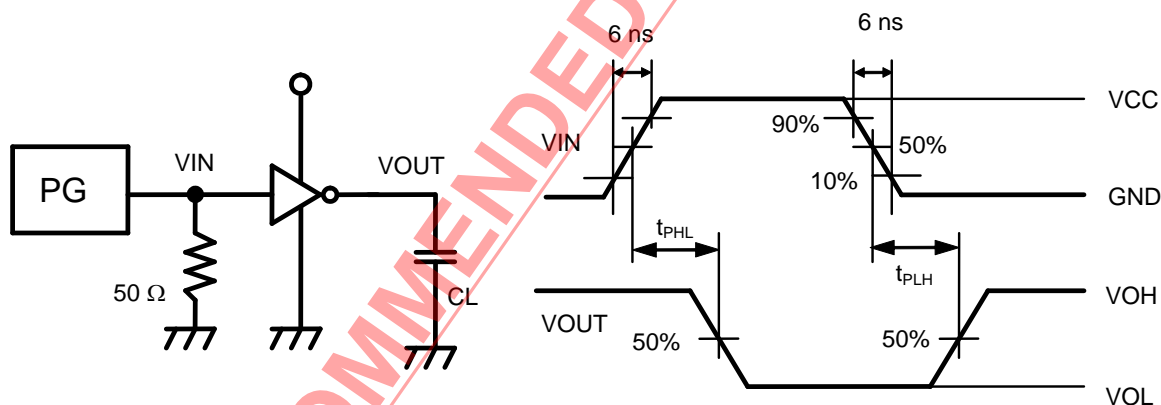 PG
VIN
50 Ω
VOUT
CL
6 ns
6 ns
VIN
90%
50%
10%
VCC
GND
tPHL
tPLH
VOUT
50%
50%
VOH
VOL
OMMENDED